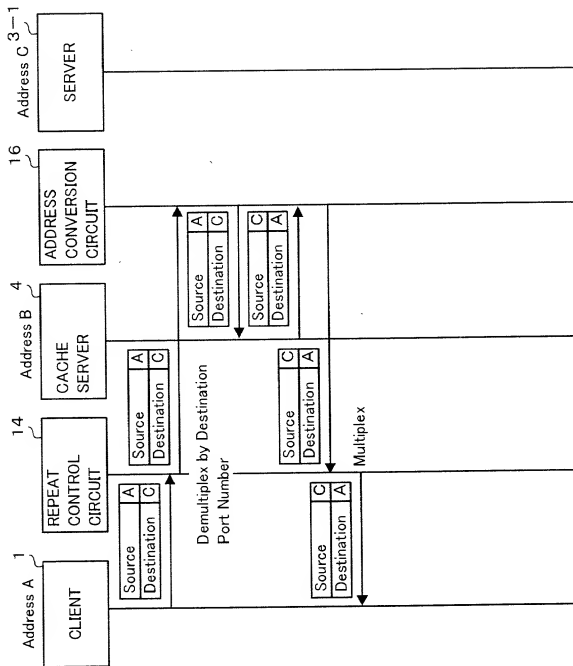 Address A
1
CLIENT
14
REPEAT
CONTROL
CIRCUIT
Address B
4
CACHE
SERVER
16
ADDRESS
CONVERSION
CIRCUIT
Address C
3-1
SERVER
Source A
Destination C
Source A
Destination C
Demultiplex by Destination
Port Number
Source A
Destination C
Source C
Destination A
Source C
Destination A
Multiplex
Source C
Destination A